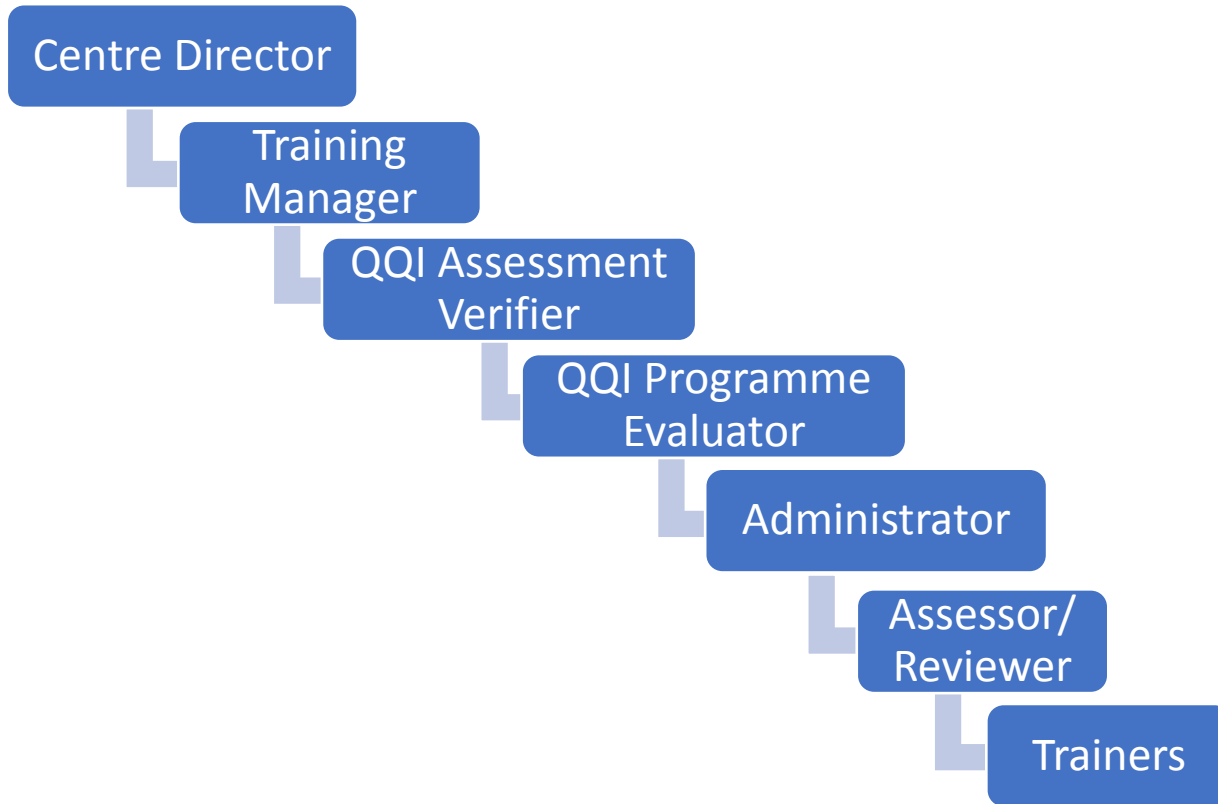 Centre Director
Training
Manager
QQI Assessment
Verifier
QQI Programme
Evaluator
Administrator
Assessor/
Reviewer
Trainers